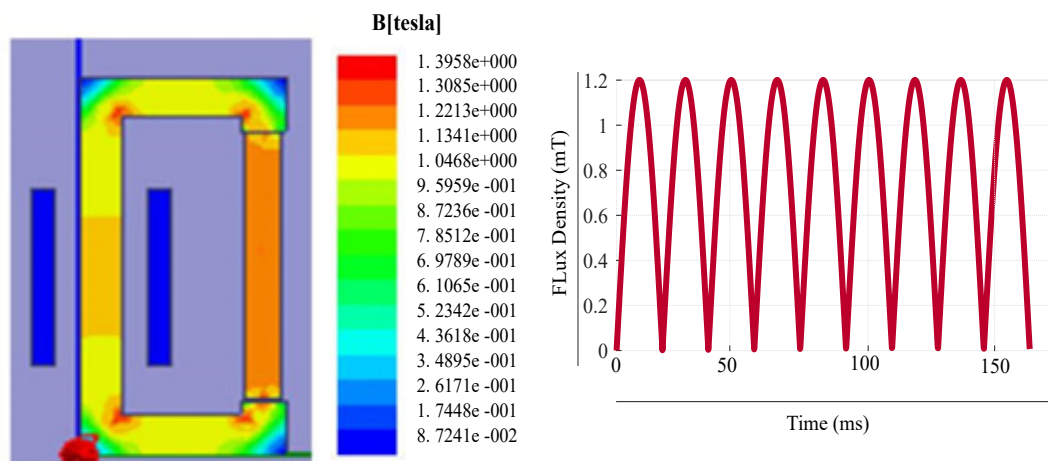 B[tesla]
1. 3958e+000
1. 3085e+000
1. 2213e+000
1. 1341e+000
1. 0468e+000
9. 5959e -001
8. 7236e -001
7. 8512e -001
6. 9789e -001
6. 1065e -001
5. 2342e -001
4. 3618e -001
3. 4895e -001
2. 6171e -001
1. 7448e -001
8. 7241e -002
FLux Density (mT)
1.2
1
0.8
0.6
0.4
0.2
0
0 50 100 150
Time (ms)